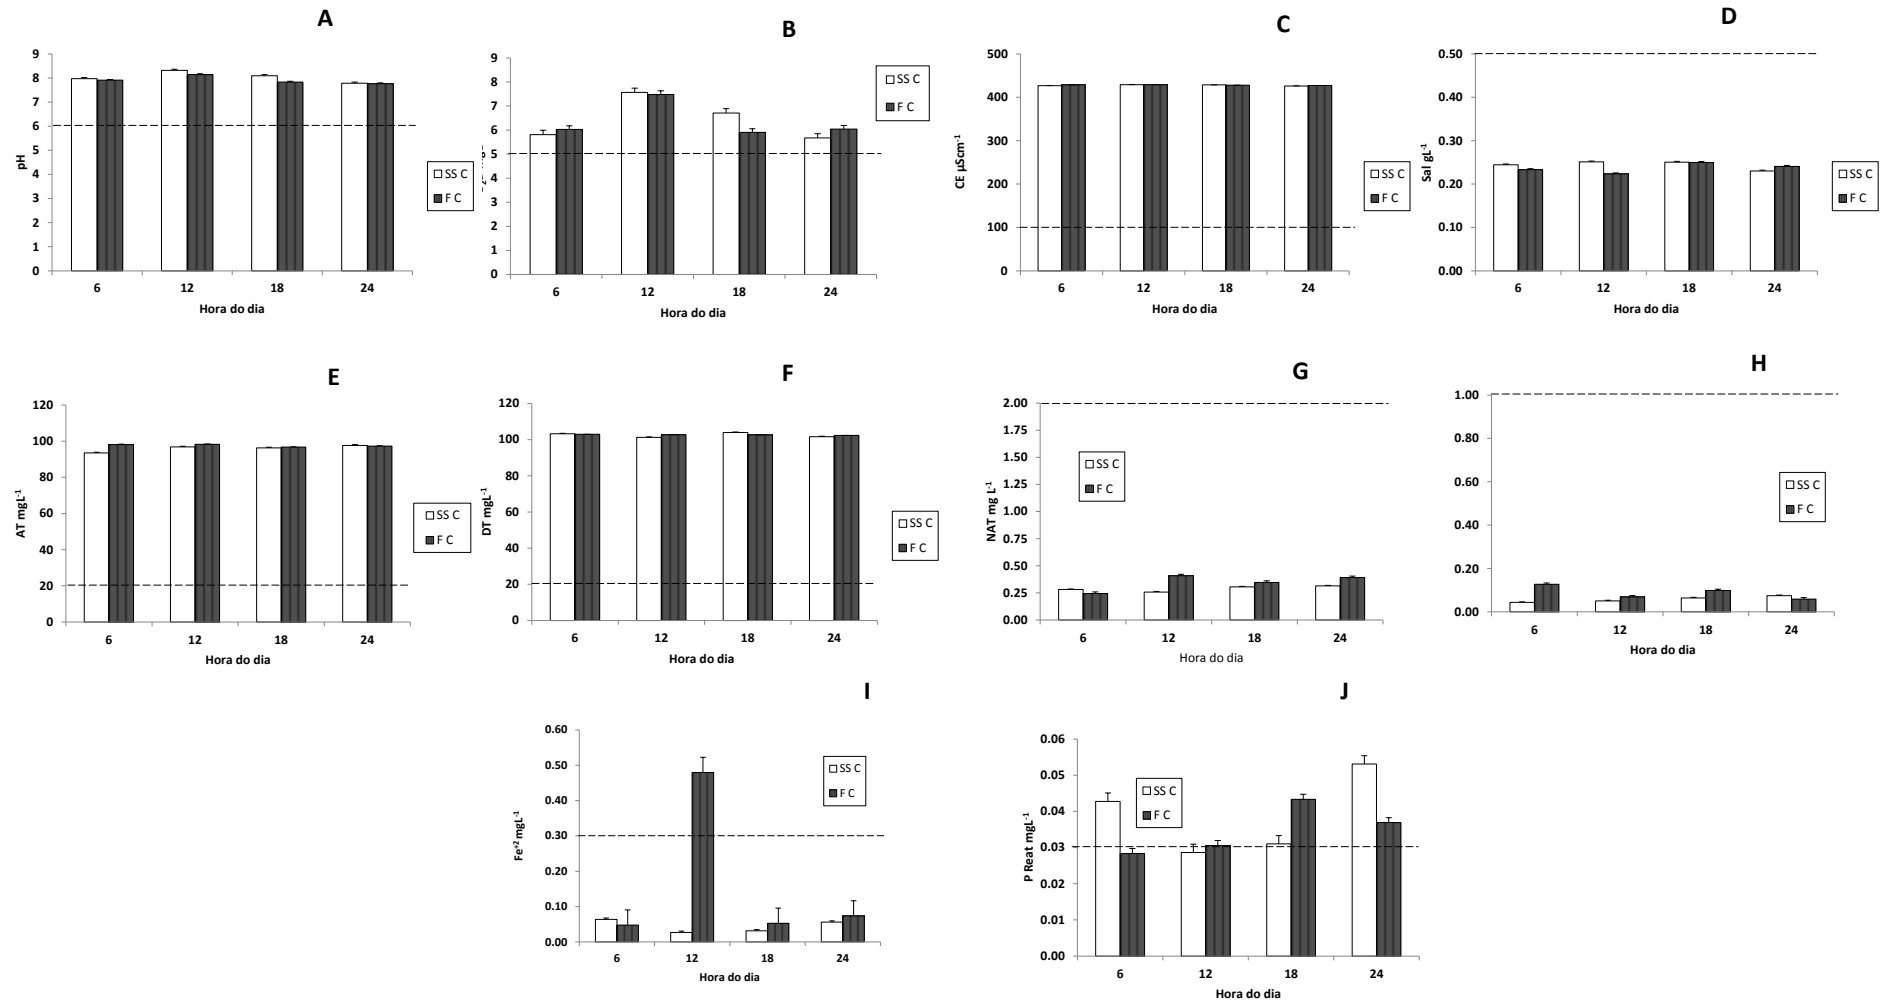 A
9
8
7
6
5
4
3
2
1
0
pH
6 12 18 24
Hora do dia
SS C
F C
B
9
8
7
6
5
4
3
2
1
0
6 12 18 24
Hora do dia
SS C
F C
C
500
400
300
200
100
0
CE µScm-1
6 12 18 24
Hora do dia
SS C
F C
D
0.50
0.40
0.30
0.20
0.10
0.00
Sal gL-1
6 12 18 24
Hora do dia
SS C
F C
E
120
100
80
60
40
20
0
AT mgL-1
6 12 18 24
Hora do dia
SS C
F C
F
120
100
80
60
40
20
0
DT mgL-1
6 12 18 24
Hora do dia
SS C
F C
G
2.00
1.75
1.50
1.25
1.00
0.75
0.50
0.25
0.00
NAT mg L-1
6 12 18 24
Hora do dia
SS C
F C
H
1.00
0.80
0.60
0.40
0.20
0.00
6 12 18 24
Hora do dia
SS C
F C
I
0.60
0.50
0.40
0.30
0.20
0.10
0.00
Fe+2 mgL-1
6 12 18 24
Hora do dia
SS C
F C
J
0.06
0.05
0.04
0.03
0.02
0.01
0.00
P Reat mgL-1
6 12 18 24
Hora do dia
SS C
F C